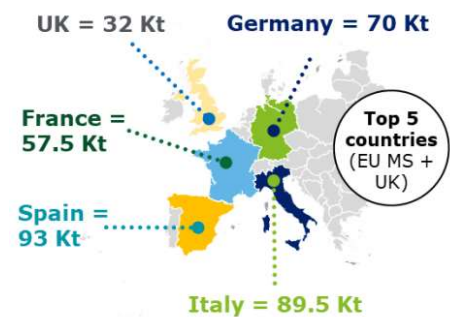 UK = 32 Kt
Germany = 70 Kt
France =
57.5 Kt
Top 5
countries
(EU MS +
UK)
Spain =
93 Kt
Italy = 89.5 Kt